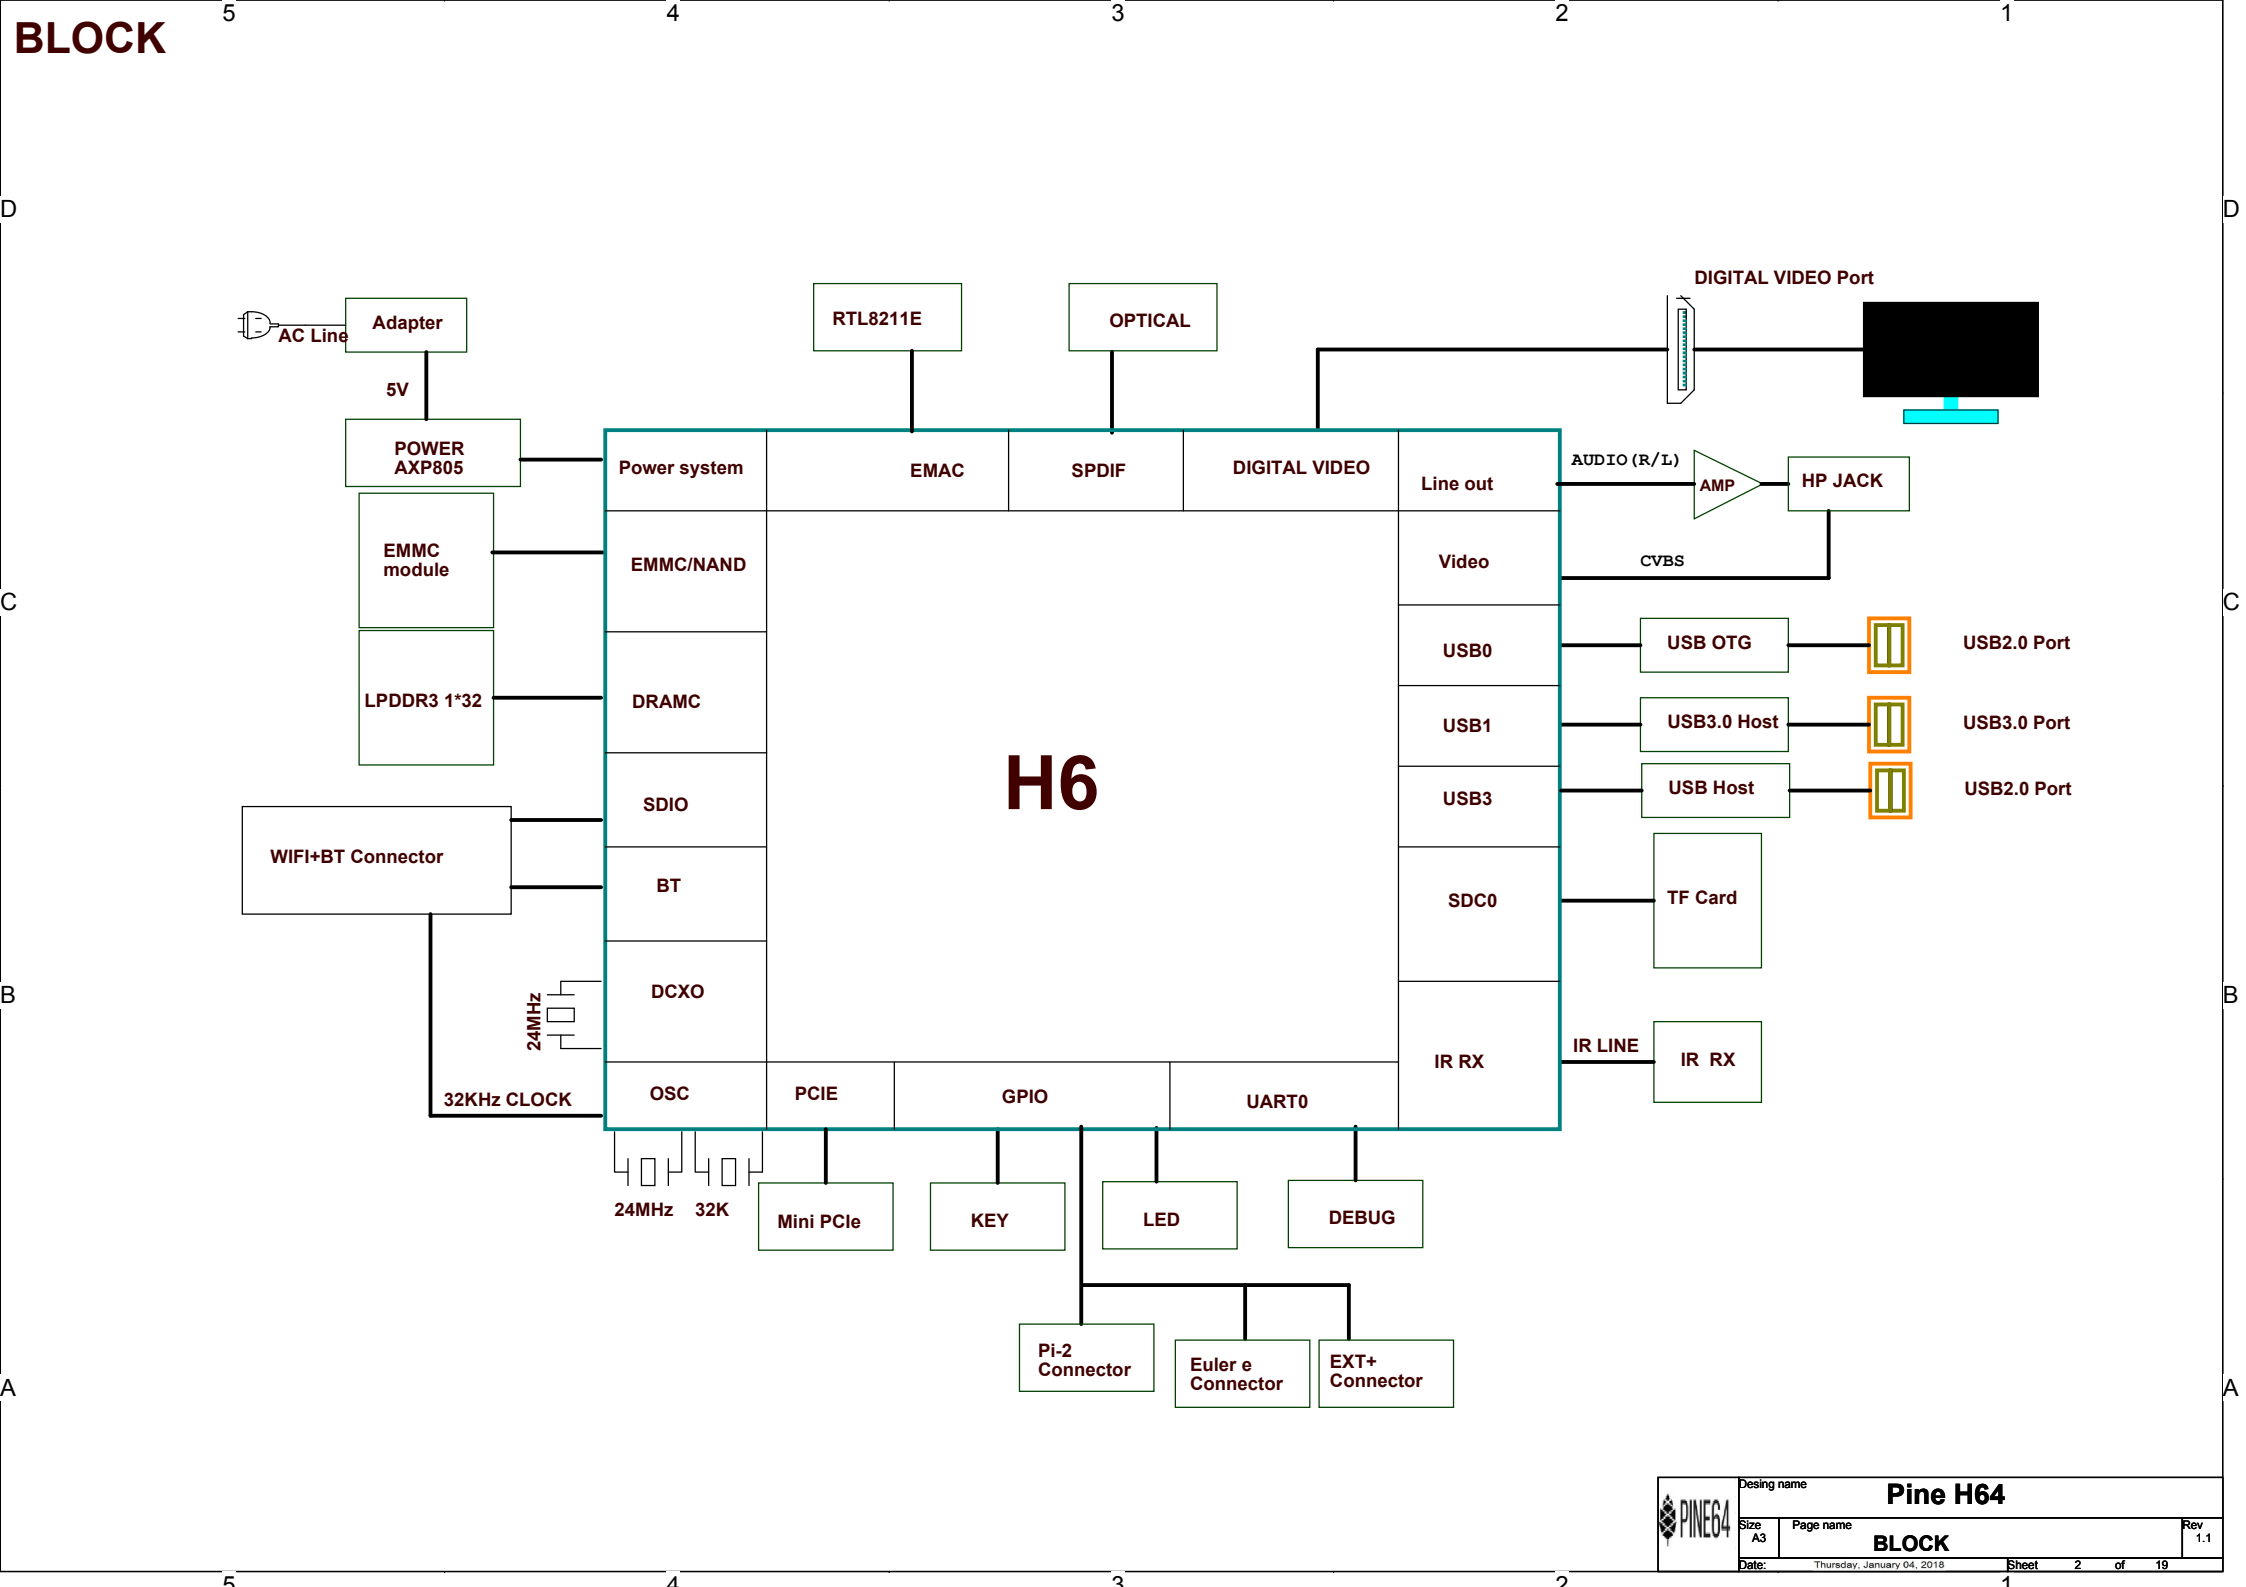 5 4 3 2 1
BLOCK
D D
DIGITAL VIDEO Port
AC Line
Adapter
RTL8211E
OPTICAL
5V
POWER
AXP805
Power system
EMAC
SPDIF
DIGITAL VIDEO
Line out
AUDIO(R/L)
AMP
HP JACK
EMMC
module
EMMC/NAND
Video
CVBS
C C
USB0
USB OTG
USB2.0 Port
LPDDR3 1*32
DRAMC
USB1
USB3.0 Host
USB3.0 Port
H6
USB3
USB Host
USB2.0 Port
SDIO
WIFI+BT Connector
BT
SDC0
TF Card
B B
24MHz
DCXO
IR RX
IR LINE
IR RX
32KHz CLOCK
OSC
PCIE
GPIO
UART0
24MHz 32K
Mini PCIe
KEY
LED
DEBUG
Pi-2
Connector
Euler e
Connector
EXT+
Connector
A A
PINE64
Desing name
Pine H64
Size
A3
Page name
BLOCK
Rev
1.1
Date: Thursday, January 04, 2018 Sheet 2 of 19
5 4 3 2 1